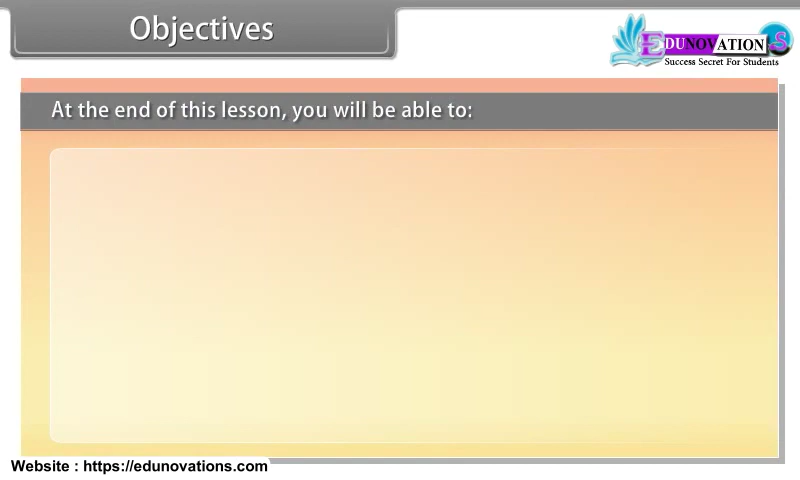 Objectives
EDUNOVATION.S
Success Secret For Students
At the end of this lesson, you will be able to:
Website : https://edunovations.com